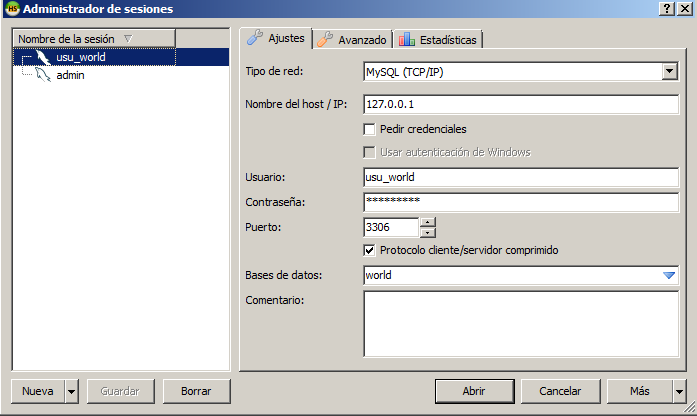 HS Administrador de sesiones
Nombre de la sesión
usu_world
admin
Ajustes Avanzado Estadísticas
Tipo de red: MySQL (TCP/IP)
Nombre del host / IP: 127.0.0.1
Pedir credenciales
Usar autenticación de Windows
Usuario: usu_world
Contraseña: *********
Puerto: 3306
Protocolo cliente/servidor comprimido
Bases de datos: world
Comentario:
Nueva Guardar Borrar Abrir Cancelar Más